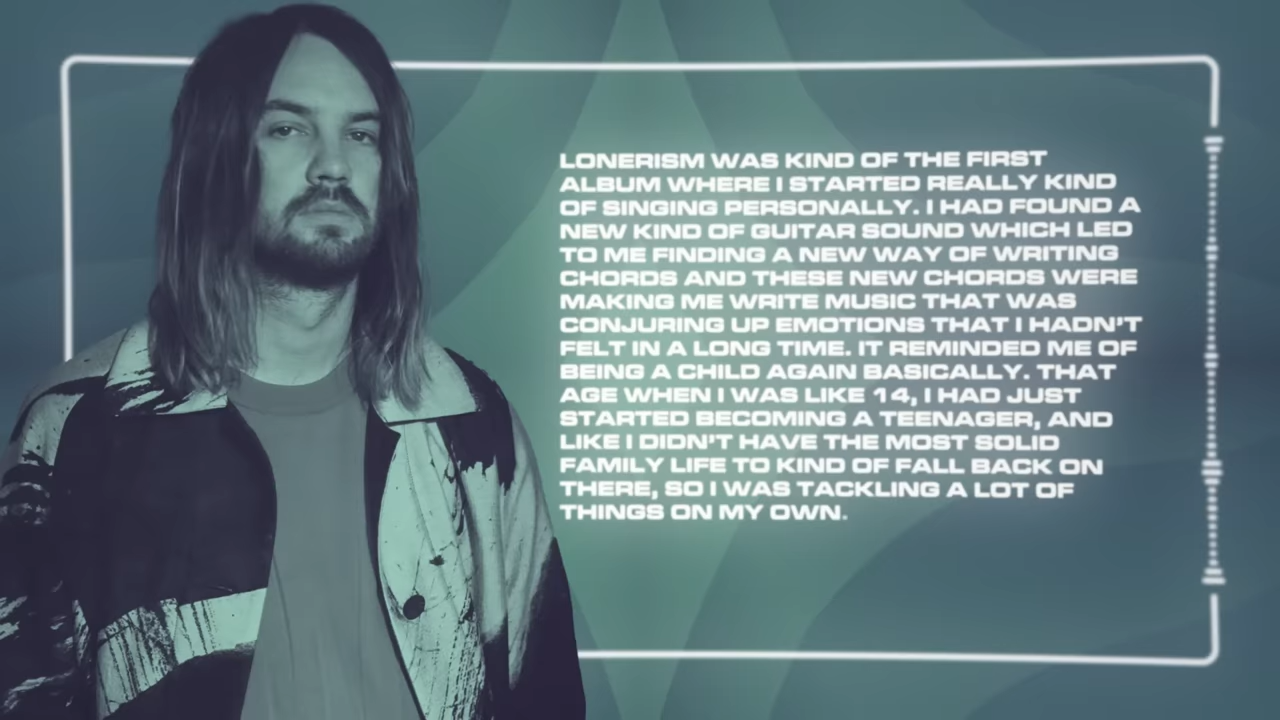 LONERISM WAS KIND OF THE FIRST
ALBUM WHERE I STARTED REALLY KIND
OF SINGING PERSONALLY. I HAD FOUND A
NEW KIND OF GUITAR SOUND WHICH LED
TO ME FINDING A NEW WAY OF WRITING
CHORDS AND THESE NEW CHORDS WERE
MAKING ME WRITE MUSIC THAT WAS
CONJURING UP EMOTIONS THAT I HADN'T
FELT IN A LONG TIME. IT REMINDED ME OF
BEING A CHILD AGAIN BASICALLY. THAT
AGE WHEN I WAS LIKE 14, I HAD JUST
STARTED BECOMING A TEENAGER, AND
LIKE I DIDN'T HAVE THE MOST SOLID
FAMILY LIFE TO KIND OF FALL BACK ON
THERE, SO I WAS TACKLING A LOT OF
THINGS ON MY OWN.